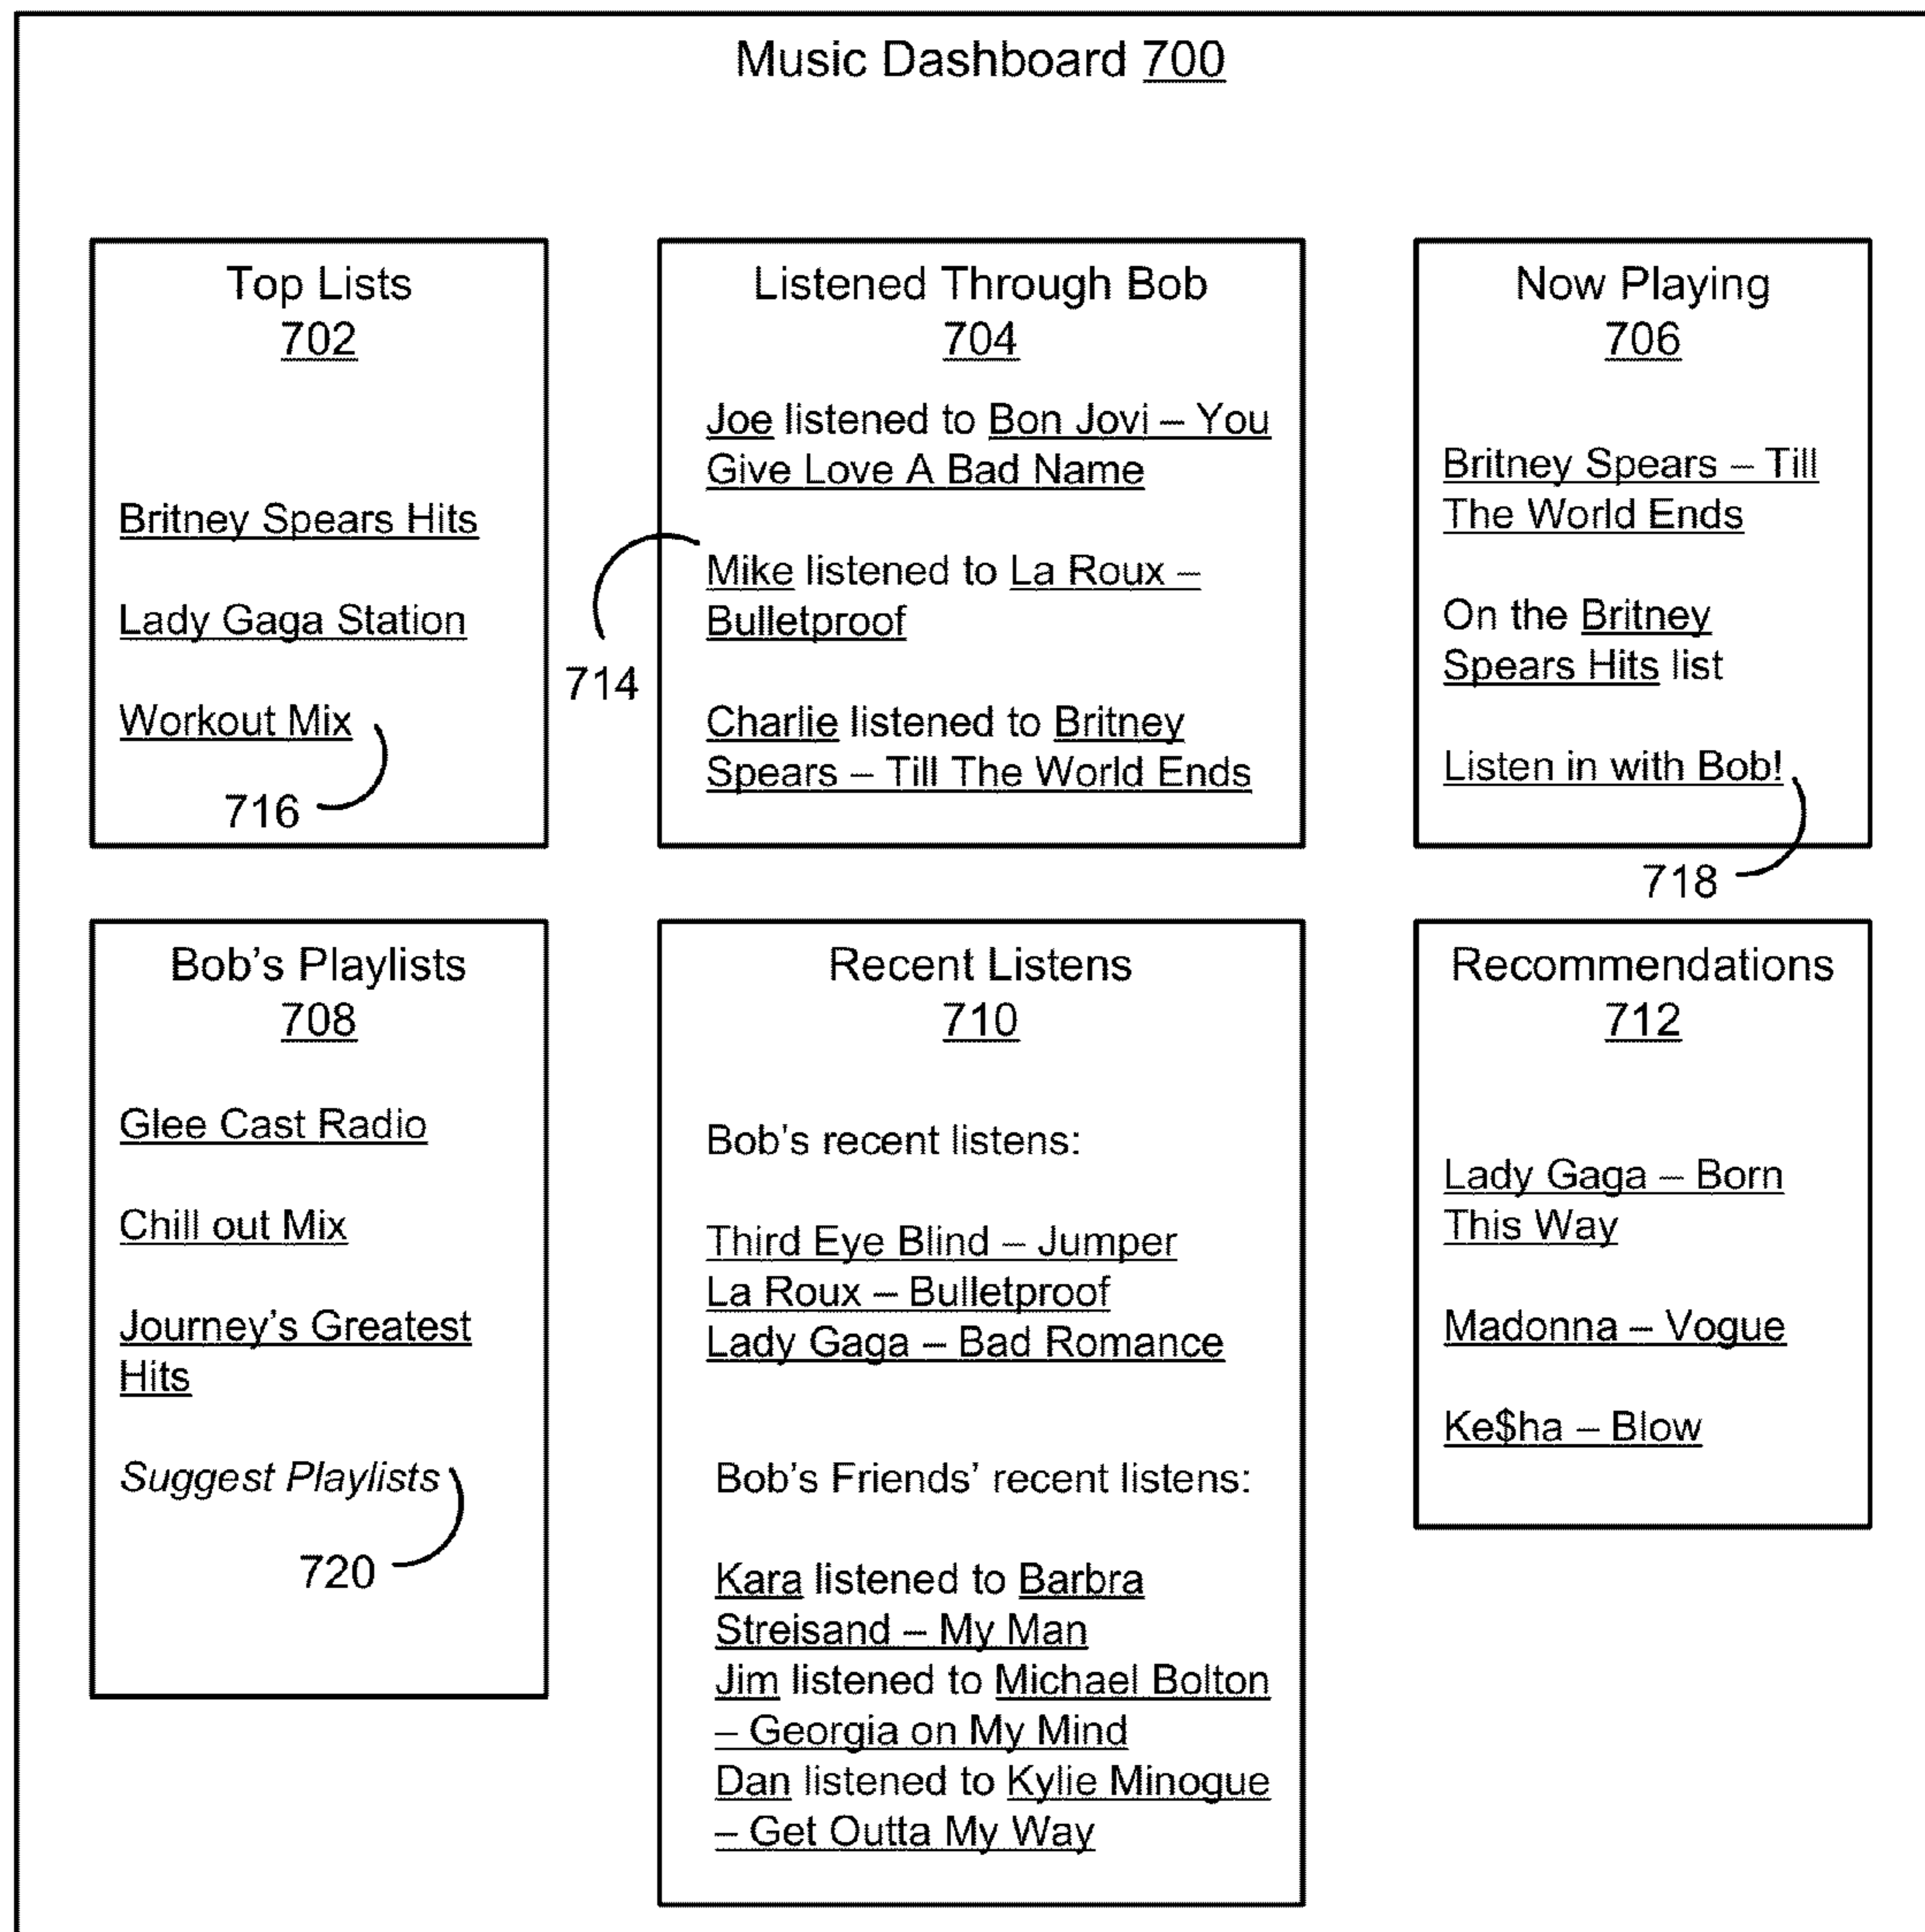 Music Dashboard 700
Top Lists
702
Britney Spears Hits
Lady Gaga Station
Workout Mix
716
Listened Through Bob
704
Joe listened to Bon Jovi – You
Give Love A Bad Name
Mike listened to La Roux –
Bulletproof
Charlie listened to Britney
Spears – Till The World Ends
714
Now Playing
706
Britney Spears – Till
The World Ends
On the Britney
Spears Hits list
Listen in with Bob!
718
Bob's Playlists
708
Glee Cast Radio
Chill out Mix
Journey's Greatest
Hits
Suggest Playlists
720
Recent Listens
710
Bob's recent listens:
Third Eye Blind – Jumper
La Roux – Bulletproof
Lady Gaga – Bad Romance
Bob's Friends' recent listens:
Kara listened to Barbra
Streisand – My Man
Jim listened to Michael Bolton
– Georgia on My Mind
Dan listened to Kylie Minogue
– Get Outta My Way
Recommendations
712
Lady Gaga – Born
This Way
Madonna – Vogue
Ke$ha – Blow